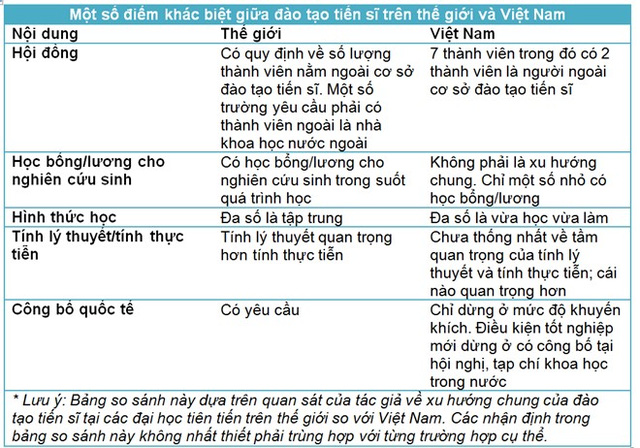 Một số điểm khác biệt giữa đào tạo tiến sĩ trên thế giới và Việt Nam
Nội dung Thế giới Việt Nam
Hội đồng
Có quy định về số lượng
thành viên nằm ngoài cơ sở
đào tạo tiến sĩ. Một số
trường yêu cầu phải có
thành viên ngoài là nhà
khoa học nước ngoài
7 thành viên trong đó có 2
thành viên là người ngoài
cơ sở đào tạo tiến sĩ
Học bổng/lương cho
nghiên cứu sinh
Có học bổng/lương cho
nghiên cứu sinh trong suốt
quá trình học
Không phải là xu hướng
chung. Chỉ một số nhỏ có
học bổng/lương
Hình thức học
Đa số là tập trung
Đa số là vừa học vừa làm
Tính lý thuyết/tính thực
tiễn
Tính lý thuyết quan trọng
hơn tính thực tiễn
Chưa thống nhất về tầm
quan trọng của tính lý
thuyết và tính thực tiễn; cái
nào quan trọng hơn
Công bố quốc tế
Có yêu cầu
Chỉ dừng ở mức độ khuyến
khích. Điều kiện tốt nghiệp
mới dừng ở có công bố tại
hội nghị, tạp chí khoa học
trong nước
* Lưu ý: Bảng so sánh này dựa trên quan sát của tác giả về xu hướng chung của đào
tạo tiến sĩ tại các đại học tiên tiến trên thế giới so với Việt Nam. Các nhận định trong
bảng so sánh này không nhất thiết phải trùng hợp với từng trường hợp cụ thể.